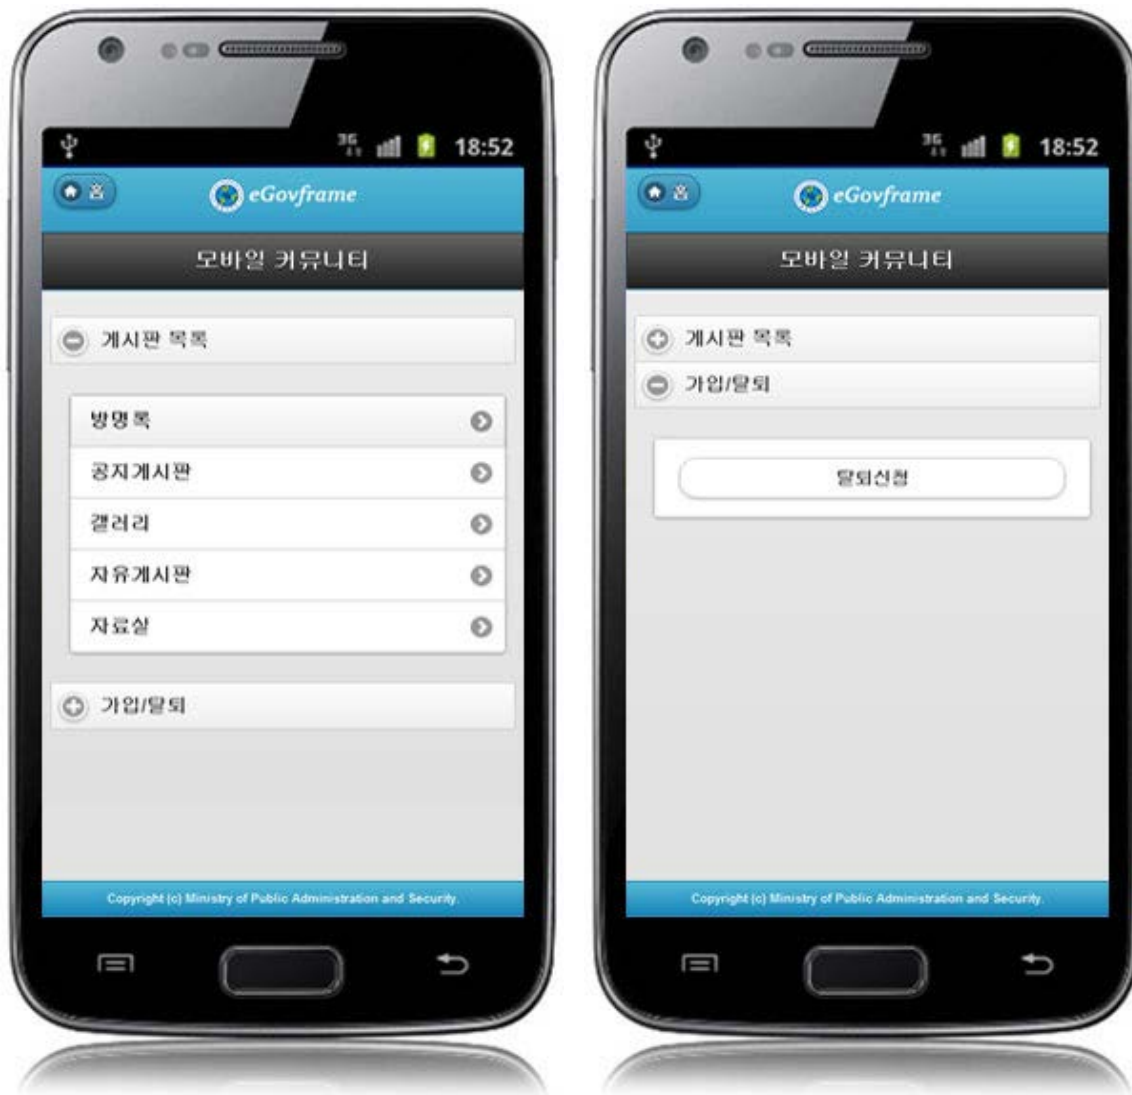 3G 18:52
홈 eGovframe
모바일 커뮤니티
게시판 목록
방명록
공지게시판
갤러리
자유게시판
자료실
가입/탈퇴
Copyright (c) Ministry of Public Administration and Security.
3G 18:52
홈 eGovframe
모바일 커뮤니티
게시판 목록
가입/탈퇴
탈퇴신청
Copyright (c) Ministry of Public Administration and Security.